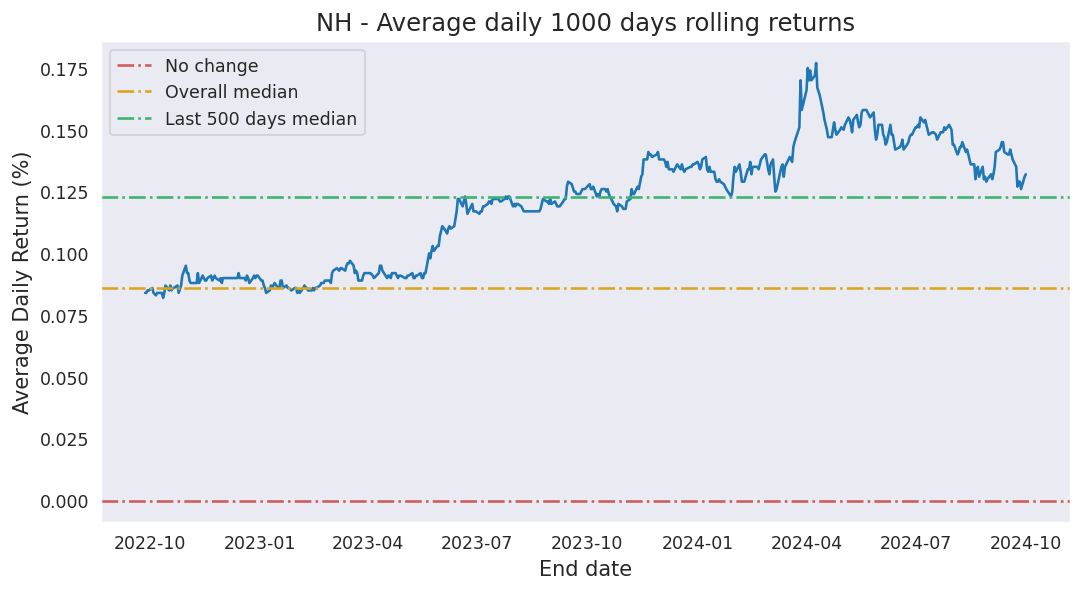 NH - Average daily 1000 days rolling returns
No change
Overall median
Last 500 days median
Average Daily Return (%)
0.175
0.150
0.125
0.100
0.075
0.050
0.025
0.000
2022-10 2023-01 2023-04 2023-07 2023-10 2024-01 2024-04 2024-07 2024-10
End date